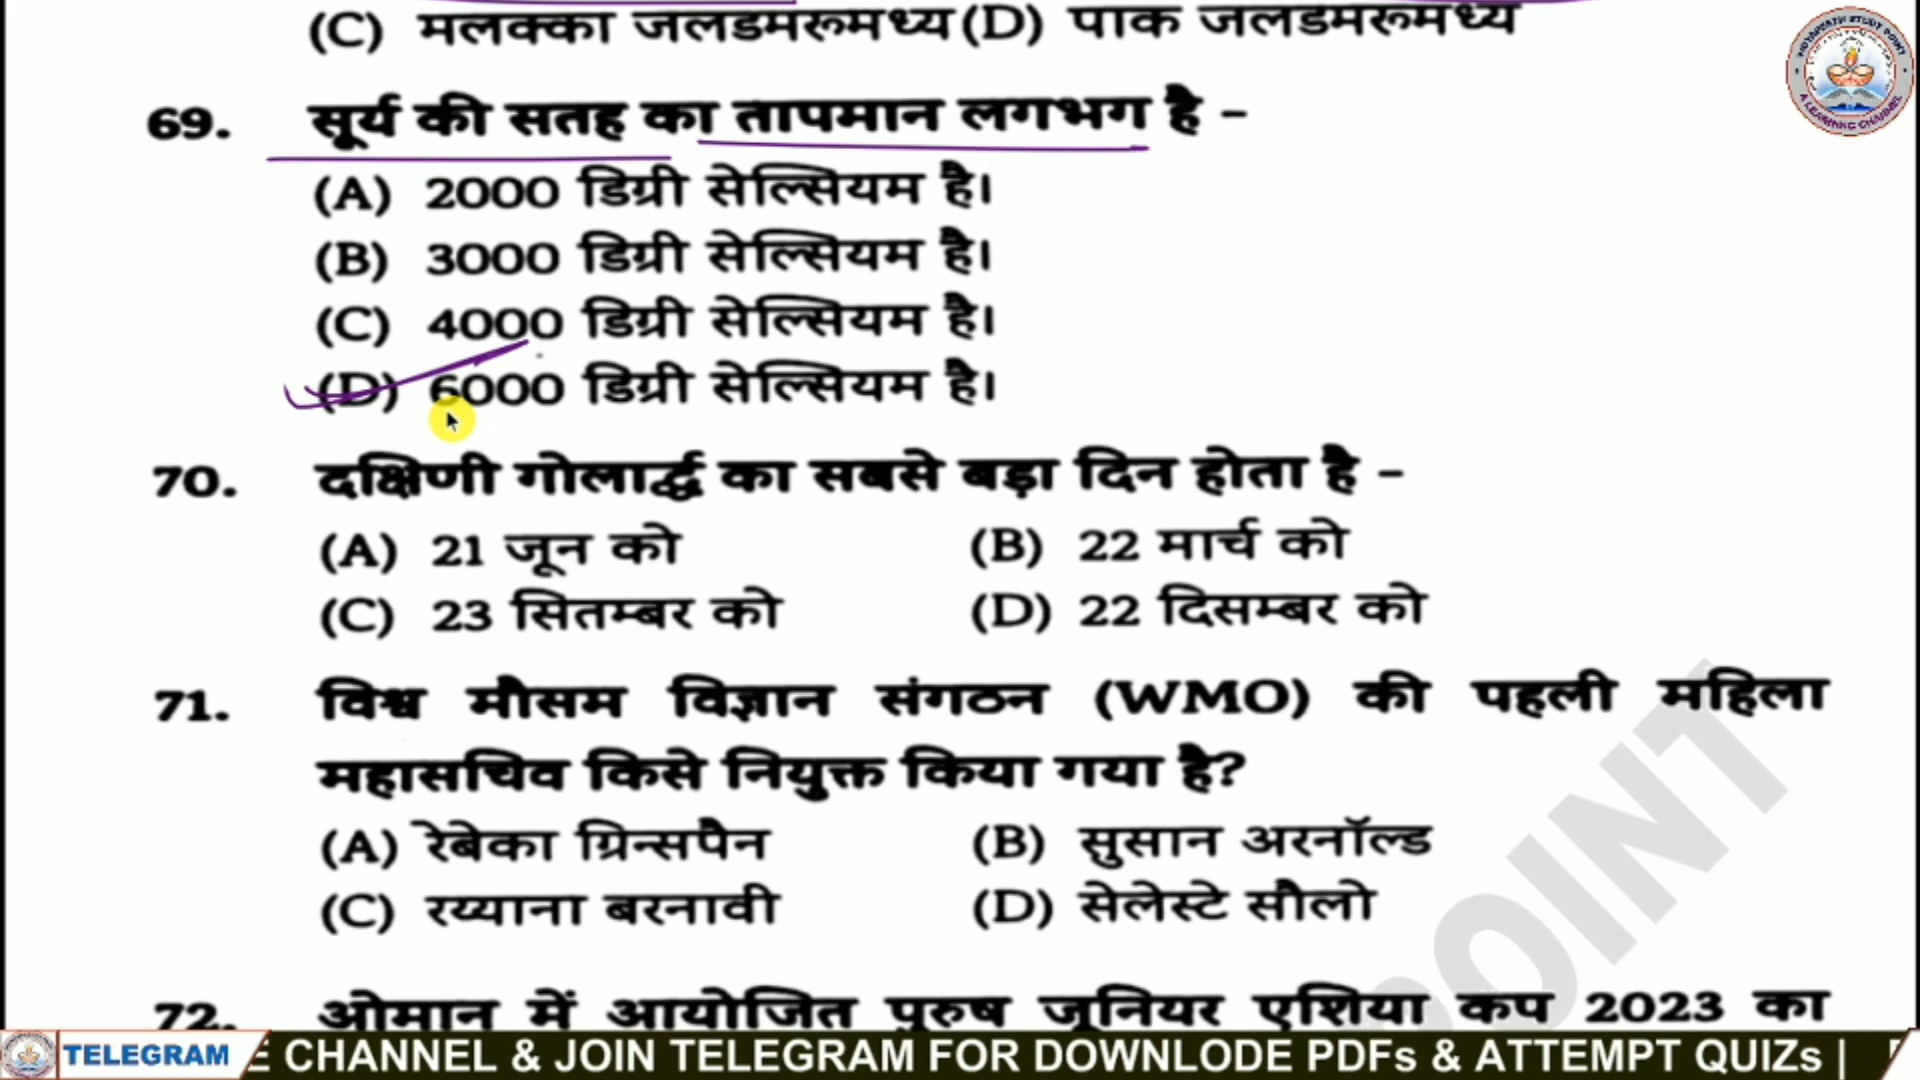 (C) मलक्का जलडमरूमध्य (D) पाक जलडमरूमध्य
69. सूर्य की सतह का तापमान लगभग है –
(A) 2000 डिग्री सेल्सियम है।
(B) 3000 डिग्री सेल्सियम है।
(C) 4000 डिग्री सेल्सियम है।
(D) 6000 डिग्री सेल्सियम है।
70. दक्षिणी गोलार्द्ध का सबसे बड़ा दिन होता है –
(A) 21 जून को (B) 22 मार्च को
(C) 23 सितम्बर को (D) 22 दिसम्बर को
71. विश्व मौसम विज्ञान संगठन (WMO) की पहली महिला
महासचिव किसे नियुक्त किया गया है?
(A) रेबेका ग्रिन्सपैन (B) सुसान अरनॉल्ड
(C) रय्याना बरनावी (D) सेलेस्टे सौलो
72. ओमान में आयोजित पुरुष जूनियर एशिया कप 2023 का
POINT
TELEGRAM E CHANNEL & JOIN TELEGRAM FOR DOWNLODE PDFs & ATTEMPT QUIZs |